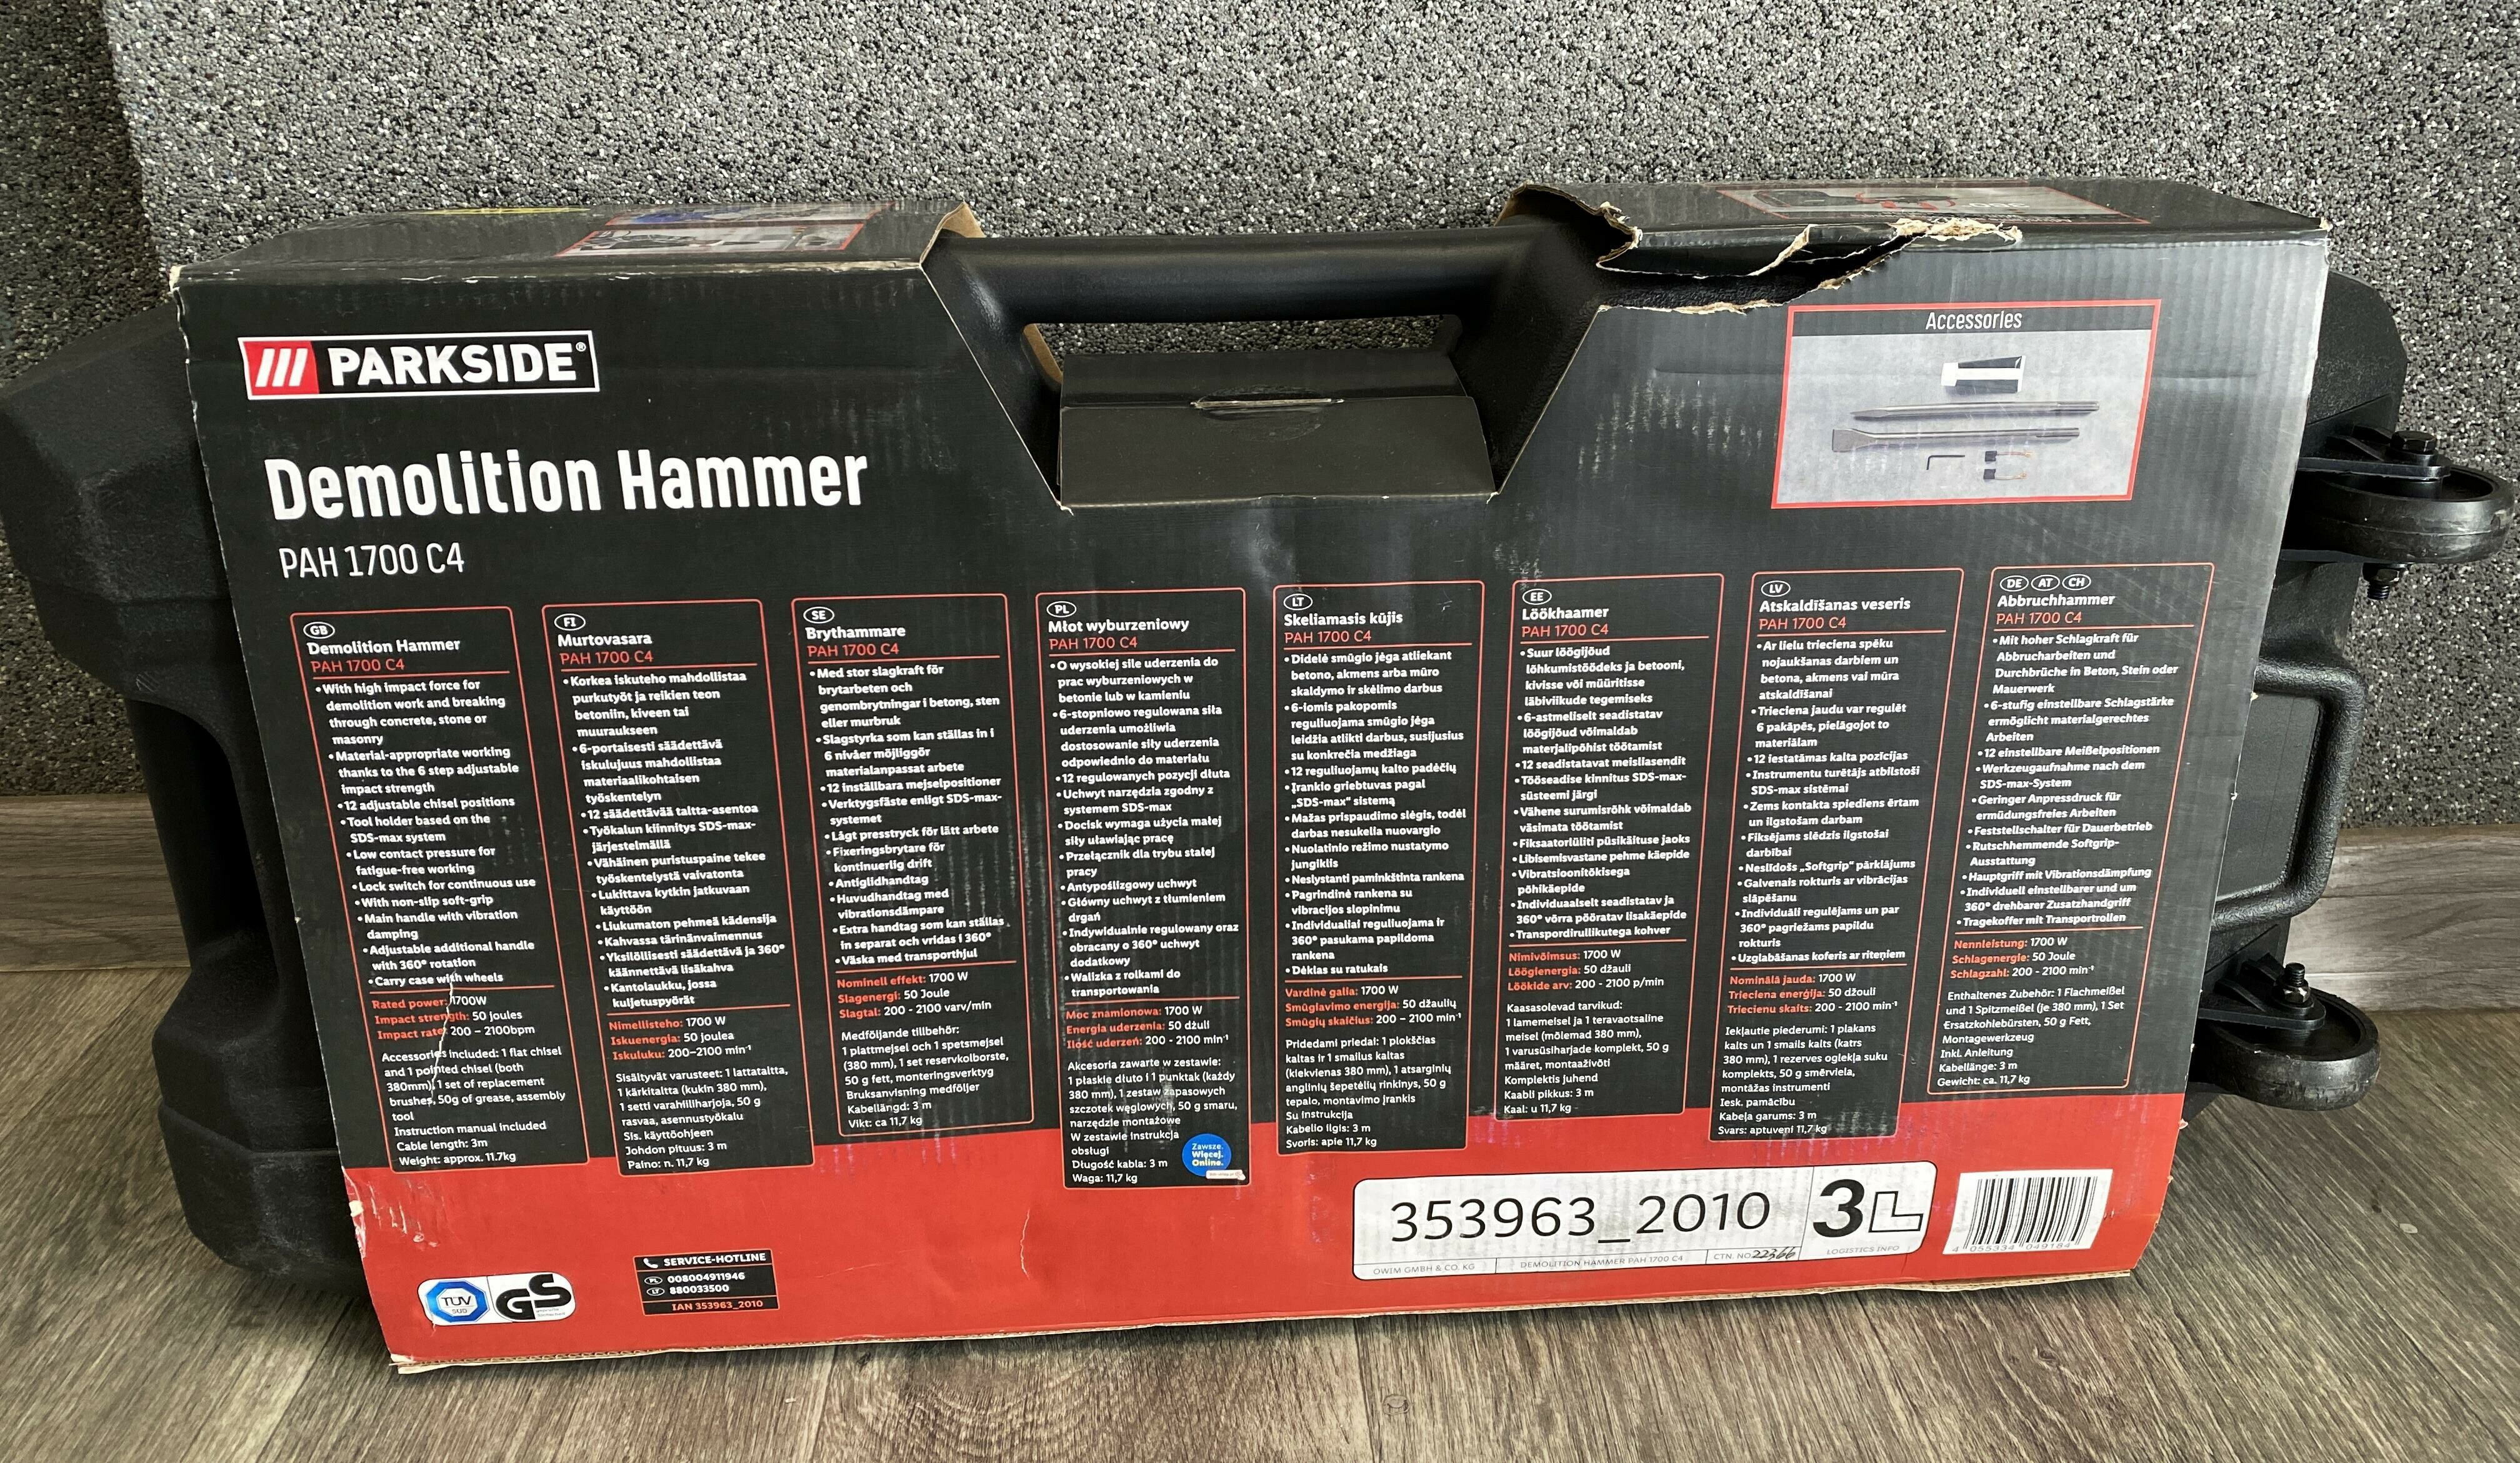 PARKSIDE®
Demolition Hammer
PAH 1700 C4
Accessories
GB
Demolition Hammer
PAH 1700 C4
•With high impact force for
demolition work and breaking
through concrete, stone or
masonry
•Material-appropriate working
thanks to the 6 step adjustable
impact strength
•12 adjustable chisel positions
•Tool holder based on the
SDS-max system
•Low contact pressure for
fatigue-free working
•Lock switch for continuous use
•With non-slip soft-grip
•Main handle with vibration
damping
•Adjustable additional handle
with 360° rotation
•Carry case with wheels
Rated power: 1700W
Impact strength: 50 joules
Impact rate: 200 – 2100bpm
Accessories included: 1 flat chisel
and 1 pointed chisel (both
380mm), 1 set of replacement
brushes, 50g of grease, assembly
tool
Instruction manual included
Cable length: 3m
Weight: approx. 11.7kg
FI
Murtovasara
PAH 1700 C4
•Korkea iskuteho mahdollistaa
purkutyöt ja reikien teon
betoniin, kiveen tai
muuraukseen
•6-portaisesti säädettävä
iskulujuus mahdollistaa
materiaalikohtaisen
työskentelyn
•12 säädettävää taltta-asentoa
•Työkalun kiinnitys SDS-max-
järjestelmällä
•Vähäinen puristuspaine tekee
työskentelystä vaivatonta
•Lukittava kytkin jatkuvaan
käyttöön
•Liukumaton pehmeä kädensija
•Kahvassa tärinänvaimennus
•Yksilöllisesti säädettävä ja 360°
käännettävä lisäkahva
•Kantolaukku, jossa
kuljetuspyörät
Nimellisteho: 1700 W
Iskuenergia: 50 joulea
Iskuluku: 200–2100 min⁻¹
Sisältyvät varusteet: 1 lattataltta,
1 kärkitaltta (kukin 380 mm),
1 setti varahiiliharjoja, 50 g
rasvaa, asennustyökalu
Sis. käyttöohjeen
Johdon pituus: 3 m
Paino: n. 11,7 kg
SE
Brythammare
PAH 1700 C4
•Med stor slagkraft för
brytarbeten och
genombrytningar i betong, sten
eller murbruk
•Slagstyrka som kan ställas in i
6 nivåer möjliggör
materialanpassat arbete
•12 inställbara mejselpositioner
•Verktygsfäste enligt SDS-max-
systemet
•Lågt presstryck för lätt arbete
•Fixeringsbrytare för
kontinuerlig drift
•Antiglidhandtag
•Huvudhandtag med
vibrationsdämpare
•Extra handtag som kan ställas
in separat och vridas i 360°
•Väska med transporthjul
Nominell effekt: 1700 W
Slagenergi: 50 Joule
Slagtal: 200 - 2100 varv/min
Medföljande tillbehör:
1 plattmejsel och 1 spetsmejsel
(380 mm), 1 set reservkolborste,
50 g fett, monteringsverktyg
Bruksanvisning medföljer
Kabellängd: 3 m
Vikt: ca 11,7 kg
PL
Młot wyburzeniowy
PAH 1700 C4
•O wysokiej sile uderzenia do
prac wyburzeniowych w
betonie lub w kamieniu
•6-stopniowo regulowana siła
uderzenia umożliwia
dostosowanie siły uderzenia
odpowiednio do materiału
•12 regulowanych pozycji dłuta
•Uchwyt narzędzia zgodny z
systemem SDS-max
•Docisk wymaga użycia małej
siły ułatwiając pracę
•Przełącznik dla trybu stałej
pracy
•Antypoślizgowy uchwyt
•Główny uchwyt z tłumieniem
drgań
•Indywidualnie regulowany oraz
obracany o 360° uchwyt
dodatkowy
•Walizka z rolkami do
transportowania
Moc znamionowa: 1700 W
Energia uderzenia: 50 dżuli
Ilość uderzeń: 200 - 2100 min⁻¹
Akcesoria zawarte w zestawie:
1 płaskie dłuto i 1 punktak (każdy
380 mm), 1 zestaw zapasowych
szczotek węglowych, 50 g smaru,
narzędzie montażowe
W zestawie instrukcja
obsługi
Długość kabla: 3 m
Waga: 11,7 kg
Zawsze.
Więcej.
Online.
LT
Skeliamasis kūjis
PAH 1700 C4
•Didelė smūgio jėga atliekant
betono, akmens arba mūro
skaldymo ir skėlimo darbus
•6-iomis pakopomis
reguliuojama smūgio jėga
leidžia atlikti darbus, susijusius
su konkrečia medžiaga
•12 reguliuojamų kalto padėčių
•Įrankio griebtuvas pagal
„SDS-max“ sistemą
•Mažas prispaudimo slėgis, todėl
darbas nesukelia nuovargio
•Nuolatinio režimo nustatymo
jungiklis
•Neslystanti paminkštinta rankena
•Pagrindinė rankena su
vibracijos slopinimu
•Individualiai reguliuojama ir
360° pasukama papildoma
rankena
•Dėklas su ratukais
Vardinė galia: 1700 W
Smūgiavimo energija: 50 džaulių
Smūgių skaičius: 200 – 2100 min⁻¹
Pridedami priedai: 1 plokščias
kaltas ir 1 smailus kaltas
(kiekvienas 380 mm), 1 atsarginių
anglinių šepetėlių rinkinys, 50 g
tepalo, montavimo įrankis
Su instrukcija
Kabelio ilgis: 3 m
Svoris: apie 11,7 kg
EE
Löökhaamer
PAH 1700 C4
•Suur löögijõud
lõhkumistöödeks ja betooni,
kivisse või müüritisse
läbiviikude tegemiseks
•6-astmeliselt seadistatav
löögijõud võimaldab
materjalipõhist töötamist
•12 seadistatavat meisliasendit
•Tööseadise kinnitus SDS-max-
süsteemi järgi
•Vähene surumisrõhk võimaldab
väsimata töötamist
•Fiksaatorlüliti püsikäituse jaoks
•Libisemisvastane pehme käepide
•Vibratsioonitõkisega
põhikäepide
•Individuaalselt seadistatav ja
360° võrra pööratav lisakäepide
•Transpordirullikutega kohver
Nimivõimsus: 1700 W
Löögienergia: 50 džauli
Löökide arv: 200 - 2100 p/min
Kaasasolevad tarvikud:
1 lamemeisel ja 1 teravaotsaline
meisel (mõlemad 380 mm),
1 varusüsiharjade komplekt, 50 g
määret, montaaživõti
Komplektis juhend
Kaabli pikkus: 3 m
Kaal: u 11,7 kg
LV
Atskaldīšanas veseris
PAH 1700 C4
•Ar lielu trieciena spēku
nojaukšanas darbiem un
betona, akmens vai mūra
atskaldīšanai
•Trieciena jaudu var regulēt
6 pakāpēs, pielāgojot to
materiālam
•12 iestatāmas kalta pozīcijas
•Instrumentu turētājs atbilstoši
SDS-max sistēmai
•Zems kontakta spiediens ērtam
un ilgstošam darbam
•Fiksējams slēdzis ilgstošai
darbībai
•Neslīdošs „Softgrip” pārklājums
•Galvenais rokturis ar vibrācijas
slāpēšanu
•Individuāli regulējams un par
360° pagriežams papildu
rokturis
•Uzglabāšanas koferis ar riteņiem
Nominālā jauda: 1700 W
Trieciena enerģija: 50 džouli
Triecienu skaits: 200 - 2100 min⁻¹
Iekļautie piederumi: 1 plakans
kalts un 1 smails kalts (katrs
380 mm), 1 rezerves oglekļa suku
komplekts, 50 g smērviela,
montāžas instrumenti
Iesk. pamācību
Kabeļa garums: 3 m
Svars: aptuveni 11,7 kg
DE AT CH
Abbruchhammer
PAH 1700 C4
•Mit hoher Schlagkraft für
Abbrucharbeiten und
Durchbrüche in Beton, Stein oder
Mauerwerk
•6-stufig einstellbare Schlagstärke
ermöglicht materialgerechtes
Arbeiten
•12 einstellbare Meißelpositionen
•Werkzeugaufnahme nach dem
SDS-max-System
•Geringer Anpressdruck für
ermüdungsfreies Arbeiten
•Feststellschalter für Dauerbetrieb
•Rutschhemmende Softgrip-
Ausstattung
•Hauptgriff mit Vibrationsdämpfung
•Individuell einstellbarer und um
360° drehbarer Zusatzhandgriff
•Tragekoffer mit Transportrollen
Nennleistung: 1700 W
Schlagenergie: 50 Joule
Schlagzahl: 200 - 2100 min⁻¹
Enthaltenes Zubehör: 1 Flachmeißel
und 1 Spitzmeißel (je 380 mm), 1 Set
Ersatzkohlebürsten, 50 g Fett,
Montagewerkzeug
Inkl. Anleitung
Kabellänge: 3 m
Gewicht: ca. 11,7 kg
353963_2010
3L
OWIM GMBH & CO. KG
DEMOLITION HAMMER PAH 1700 C4
CTN. NO. 22366
LOGISTICS INFO
4 055334 049184
TÜV
SÜD
GS
SERVICE-HOTLINE
PL 008004911946
LT 880033500
IAN 353963_2010